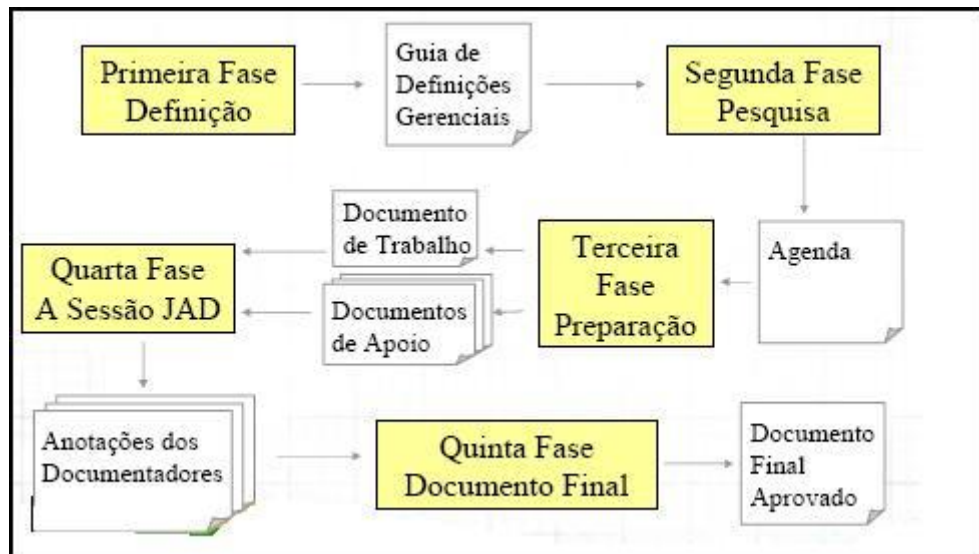 Primeira Fase
Definição
Guia de
Definições
Gerenciais
Segunda Fase
Pesquisa
Agenda
Terceira
Fase
Preparação
Documento
de Trabalho
Documentos
de Apoio
Quarta Fase
A Sessão JAD
Anotações dos
Documentadores
Quinta Fase
Documento Final
Documento
Final
Aprovado